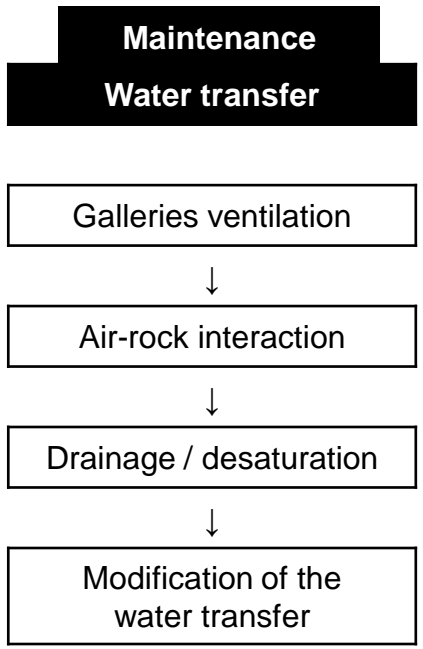 Maintenance
Water transfer
Galleries ventilation
↓
Air-rock interaction
↓
Drainage / desaturation
↓
Modification of the
water transfer